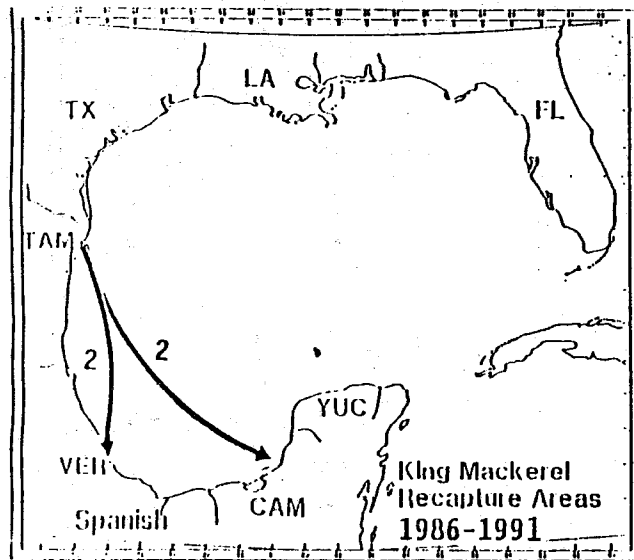 LA
TX
FL
TAM
2
2
YUC
VER
CAM
Spanish
King Mackerel
Recapture Areas
1986-1991